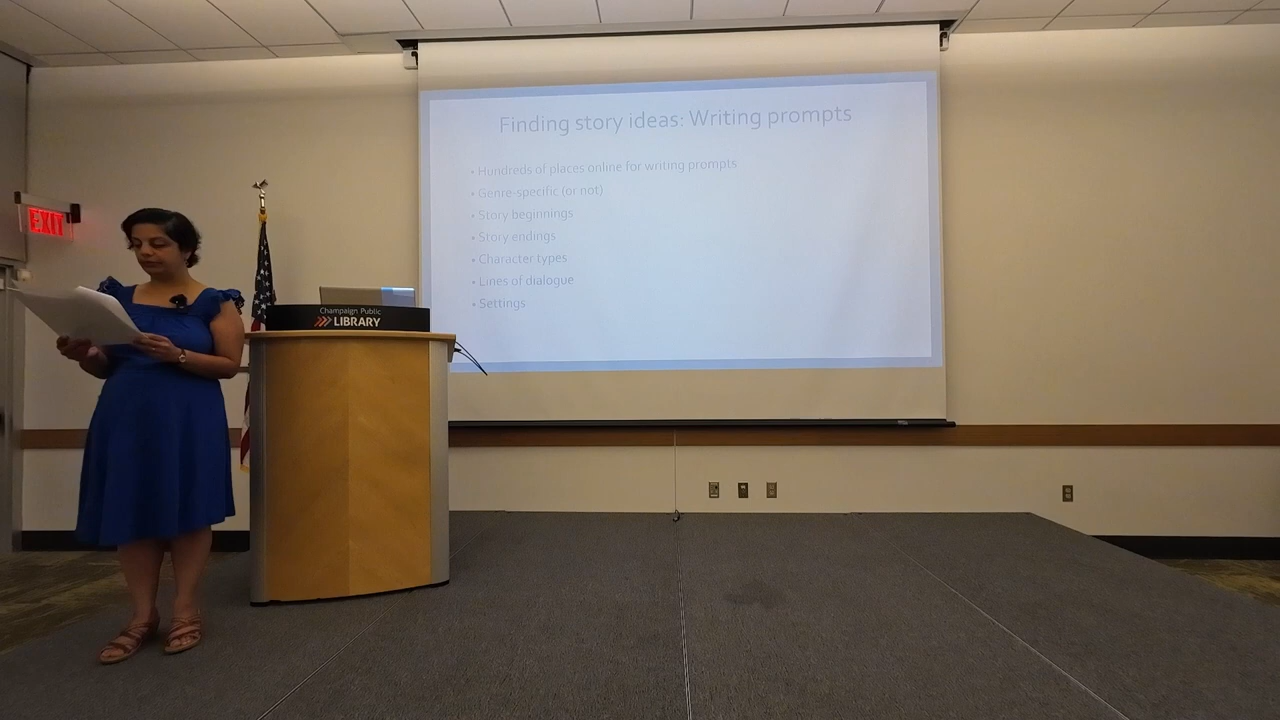 Finding story ideas: Writing prompts
• Hundreds of places online for writing prompts
• Genre-specific (or not)
• Story beginnings
• Story endings
• Character types
• Lines of dialogue
• Settings
EXIT
Champaign Public
LIBRARY